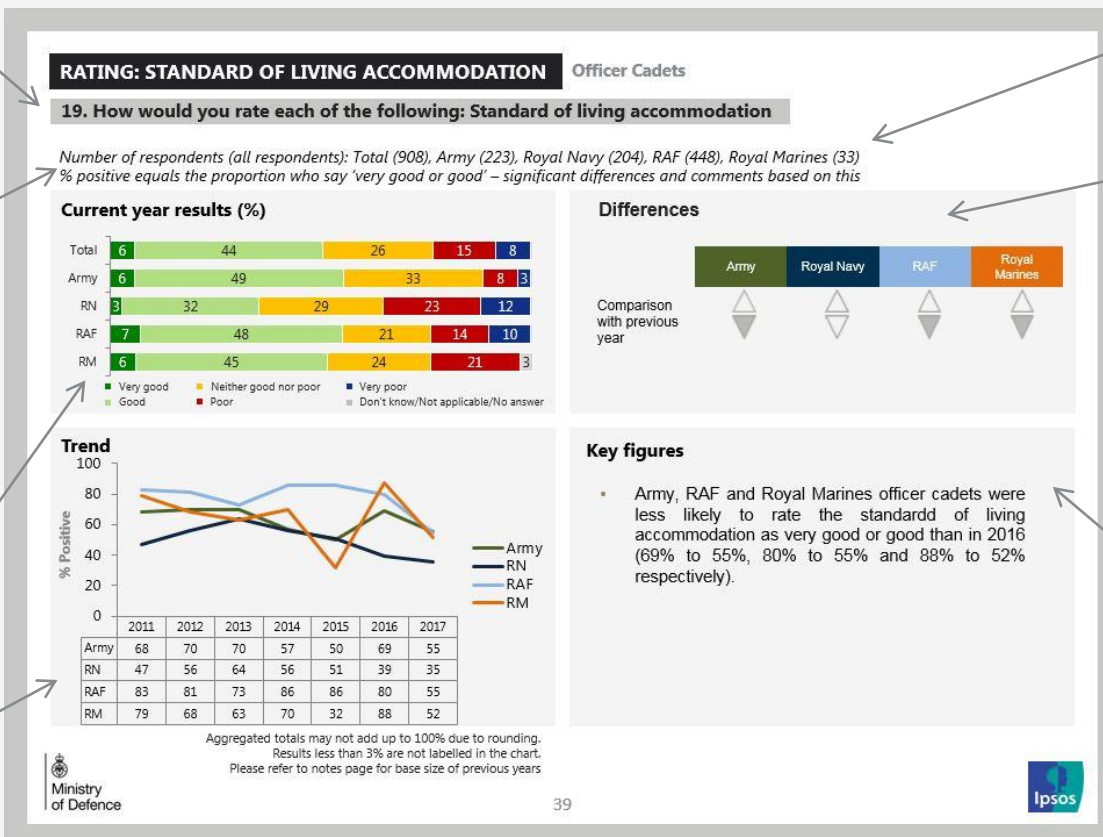 RATING: STANDARD OF LIVING ACCOMMODATION
Officer Cadets
19. How would you rate each of the following: Standard of living accommodation
Number of respondents (all respondents): Total (908), Army (223), Royal Navy (204), RAF (448), Royal Marines (33)
% positive equals the proportion who say ‘very good or good’ – significant differences and comments based on this
Current year results (%)
Total 6 44 26 15 8
Army 6 49 33 8 3
RN 3 32 29 23 12
RAF 7 48 21 14 10
RM 6 45 24 21 3
Very good Neither good nor poor Very poor
Good Poor Don't know/Not applicable/No answer
Differences
Army Royal Navy RAF Royal
Marines
Comparison
with previous
year
Trend
% Positive
100
80
60
40
20
0
Army
RN
RAF
RM
2011 2012 2013 2014 2015 2016 2017
Army 68 70 70 57 50 69 55
RN 47 56 64 56 51 39 35
RAF 83 81 73 86 86 80 55
RM 79 68 63 70 32 88 52
Key figures
• Army, RAF and Royal Marines officer cadets were
less likely to rate the standardd of living
accommodation as very good or good than in 2016
(69% to 55%, 80% to 55% and 88% to 52%
respectively).
Aggregated totals may not add up to 100% due to rounding.
Results less than 3% are not labelled in the chart.
Please refer to notes page for base size of previous years
Ministry
of Defence
39
Ipsos